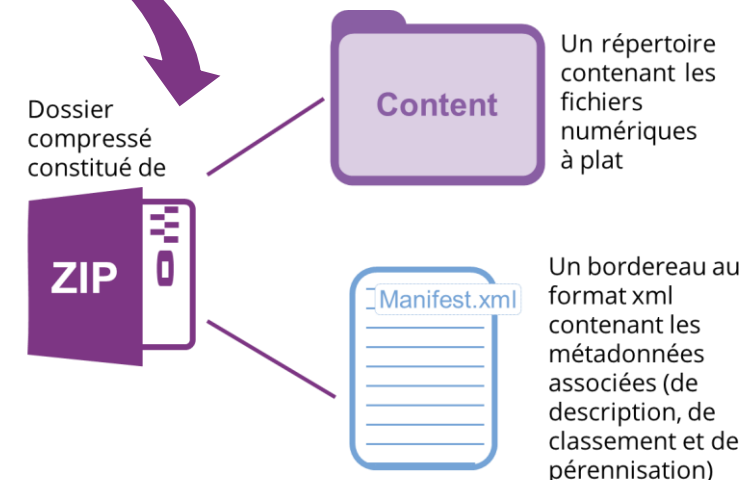 Dossier
compressé
constitué de
ZIP
Content
Un répertoire
contenant les
fichiers
numériques
à plat
Manifest.xml
Un bordereau au
format xml
contenant les
métadonnées
associées (de
description, de
classement et de
pérennisation)